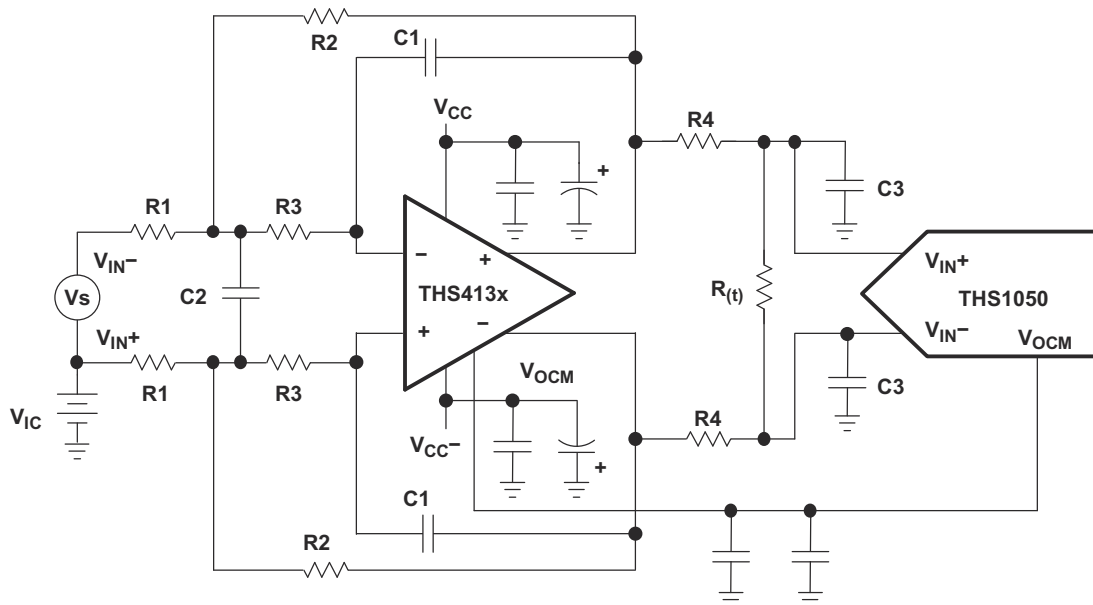 R2
C1
VCC
R4
+
C3
R1
R3
VIN−
−
+
VIN+
Vs
C2
THS413x
R(t)
THS1050
VIN+
+
−
VIN−
VOCM
R1
R3
VOCM
C3
VIC
R4
VCC−
+
C1
R2